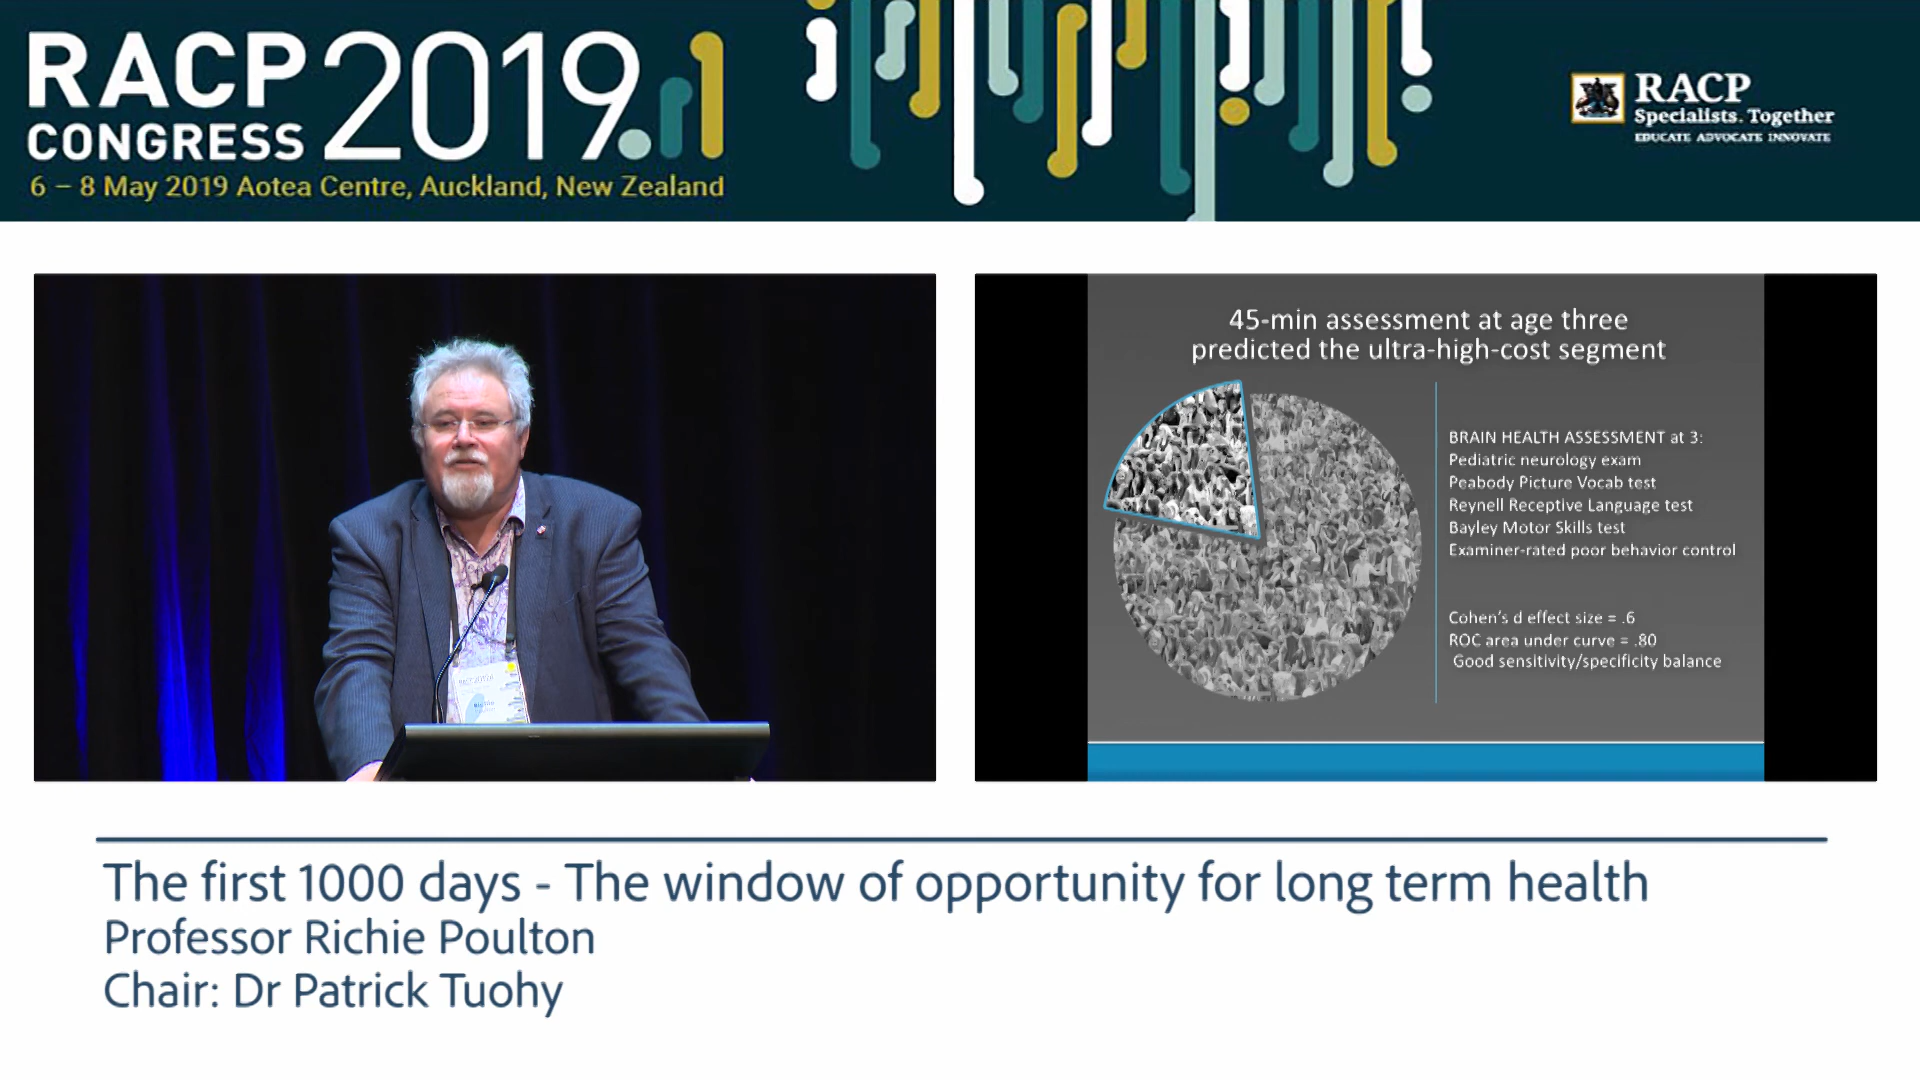 RACP
CONGRESS
2019
6 – 8 May 2019 Aotea Centre, Auckland, New Zealand
RACP
Specialists. Together
EDUCATE ADVOCATE INNOVATE
45-min assessment at age three
predicted the ultra-high-cost segment
BRAIN HEALTH ASSESSMENT at 3:
Pediatric neurology exam
Peabody Picture Vocab test
Reynell Receptive Language test
Bayley Motor Skills test
Examiner-rated poor behavior control
Cohen's d effect size = .6
ROC area under curve = .80
Good sensitivity/specificity balance
The first 1000 days - The window of opportunity for long term health
Professor Richie Poulton
Chair: Dr Patrick Tuohy